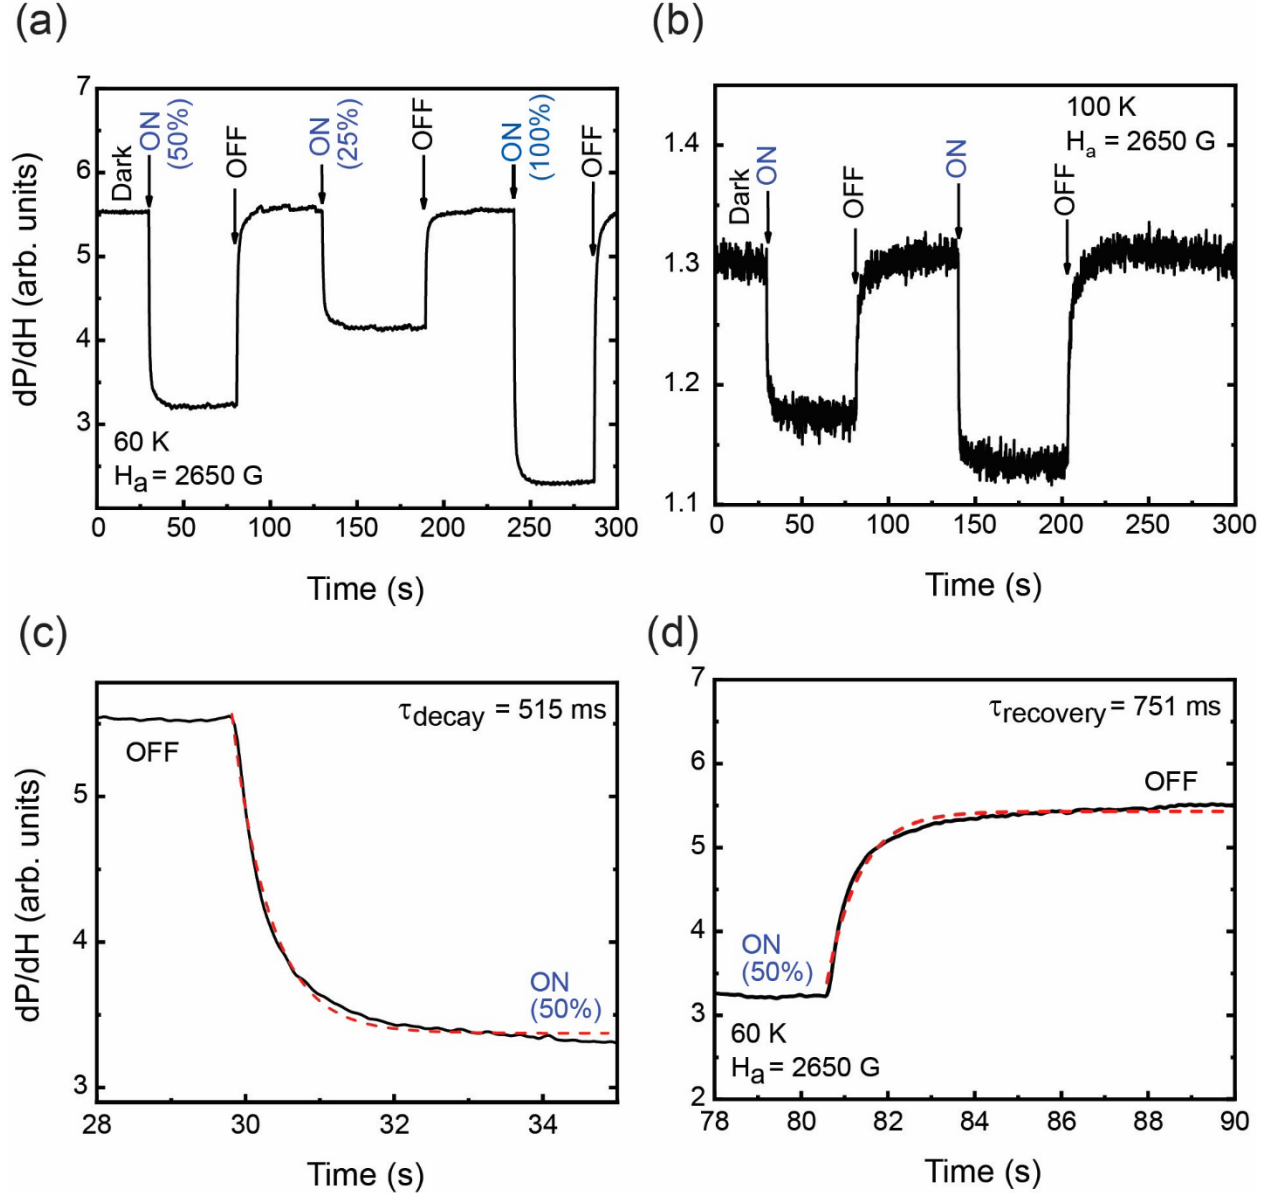 (a)
7
6
5
4
3
dP/dH (arb. units)
Dark
ON
(50%)
OFF
ON
(25%)
OFF
ON
(100%)
OFF
60 K
Hₐ = 2650 G
0 50 100 150 200 250 300
Time (s)
(b)
1.4
1.3
1.2
1.1
Dark
ON
OFF
ON
OFF
100 K
Hₐ = 2650 G
0 50 100 150 200 250 300
Time (s)
(c)
5
4
3
dP/dH (arb. units)
OFF
τdecay = 515 ms
ON
(50%)
28 30 32 34
Time (s)
(d)
7
6
5
4
3
2
τrecovery = 751 ms
OFF
ON
(50%)
60 K
Hₐ = 2650 G
78 80 82 84 86 88 90
Time (s)